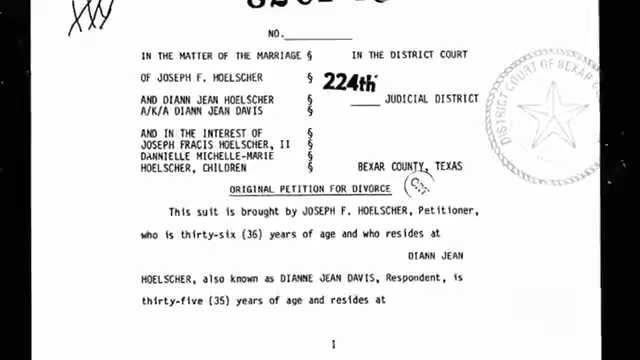 NO.
IN THE MATTER OF THE MARRIAGE § IN THE DISTRICT COURT
OF JOSEPH F. HOELSCHER §
224th
AND DIANN JEAN HOELSCHER § JUDICIAL DISTRICT
A/K/A DIANN JEAN DAVIS §
AND IN THE INTEREST OF §
JOSEPH FRACIS HOELSCHER, II §
DANNIELLE MICHELLE-MARIE §
HOELSCHER, CHILDREN § BEXAR COUNTY, TEXAS
ORIGINAL PETITION FOR DIVORCE
This suit is brought by JOSEPH F. HOELSCHER, Petitioner,
who is thirty-six (36) years of age and who resides at
DIANN JEAN
HOELSCHER, also known as DIANNE JEAN DAVIS, Respondent, is
thirty-five (35) years of age and resides at
1
DISTRICT COURT OF BEXAR